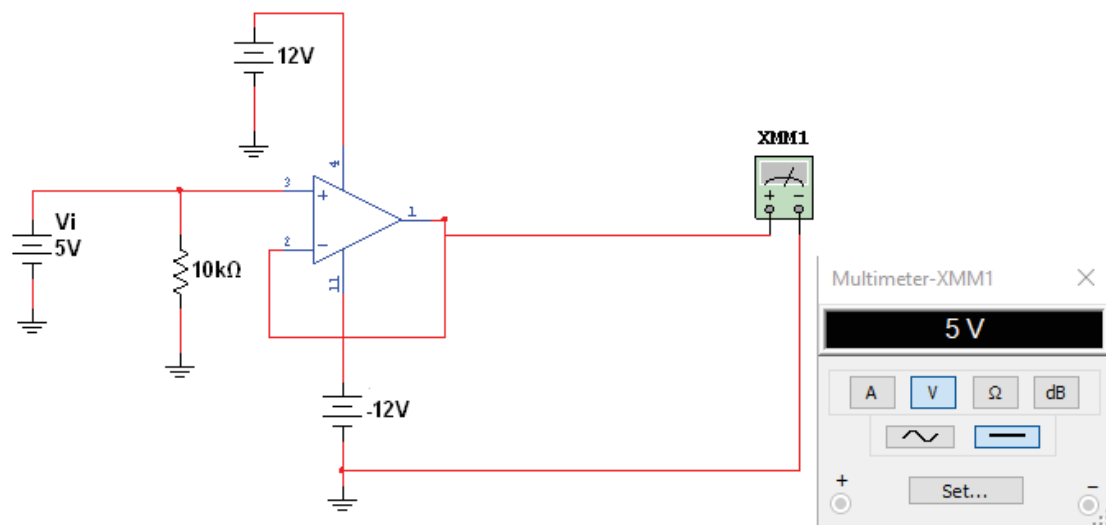 12V
XMM1
4
3
+
1
+ −
Vi
5V
2
−
10kΩ
11
Multimeter-XMM1
5 V
-12V
A V Ω dB
+ Set... −